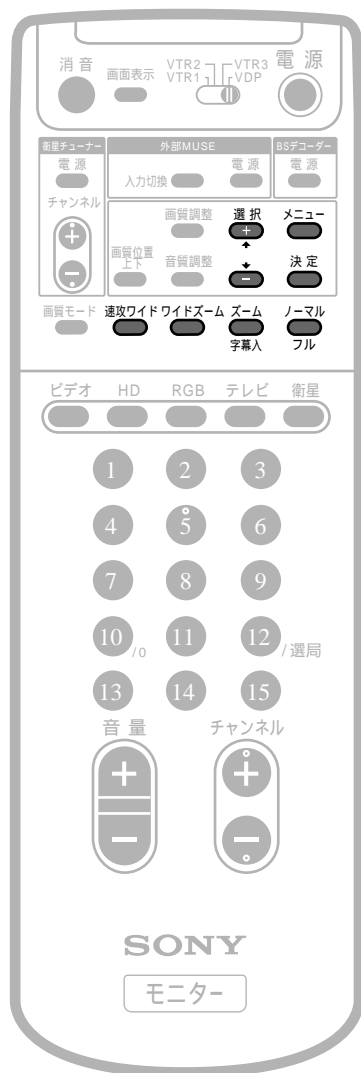 消音 画面表示 VTR2 VTR3 電源
VTR1 VDP
衛星チューナー 外部MUSE BSデコーダー
電源 入力切換 電源 電源
チャンネル 画質調整 選択 メニュー
+ +
画質位置
上下 音質調整 決定
− −
画質モード 速攻ワイド ワイドズーム ズーム ノーマル
字幕入 フル
ビデオ HD RGB テレビ 衛星
1 2 3
4 5 6
7 8 9
10 /0 11 12 /選局
13 14 15
音量 チャンネル
+ +
− −
SONY
モニター